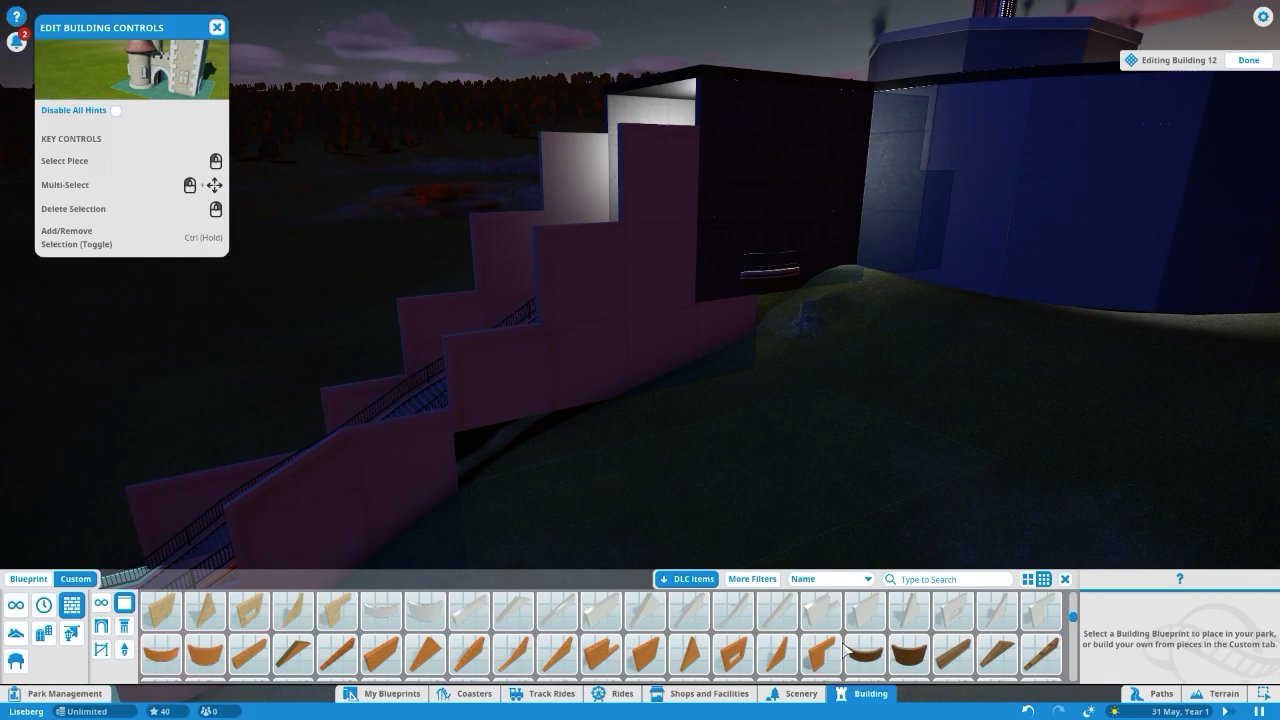 ?
2
EDIT BUILDING CONTROLS
Disable All Hints
KEY CONTROLS
Select Piece
Multi-Select
+
Delete Selection
Add/Remove
Selection (Toggle)
Ctrl (Hold)
Editing Building 12
Done
Blueprint
Custom
DLC items
More Filters
Name
Type to Search
?
Select a Building Blueprint to place in your park,
or build your own from pieces in the Custom tab.
Park Management
My Blueprints
Coasters
Track Rides
Rides
Shops and Facilities
Scenery
Building
Paths
Terrain
Liseberg
Unlimited
40
0
31 May, Year 1